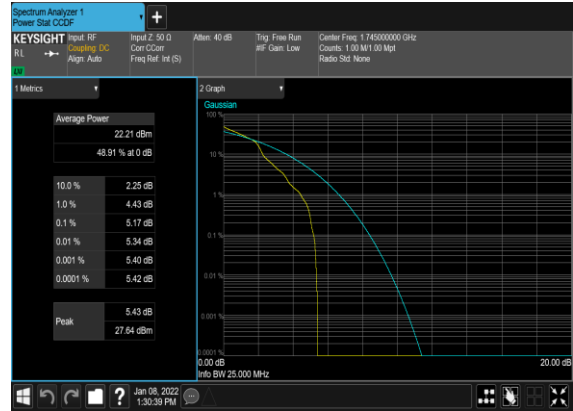 Spectrum Analyzer 1
Power Stat CCDF
KEYSIGHT
R L
LXI
Input: RF
Coupling: DC
Align: Auto
Input Z: 50 Ω
Corr CCorr
Freq Ref: Int (S)
Atten: 40 dB
Trig: Free Run
#IF Gain: Low
Center Freq: 1.745000000 GHz
Counts: 1.00 M/1.00 Mpt
Radio Std: None
1 Metrics
Average Power
22.21 dBm
48.91 % at 0 dB
10.0 % 2.25 dB
1.0 % 4.43 dB
0.1 % 5.17 dB
0.01 % 5.34 dB
0.001 % 5.40 dB
0.0001 % 5.42 dB
Peak 5.43 dB
27.64 dBm
2 Graph
Gaussian
100 %
10 %
1 %
0.1 %
0.01 %
0.001 %
0.0001 %
0.00 dB 20.00 dB
Info BW 25.000 MHz
Jan 08, 2022
1:30:39 PM